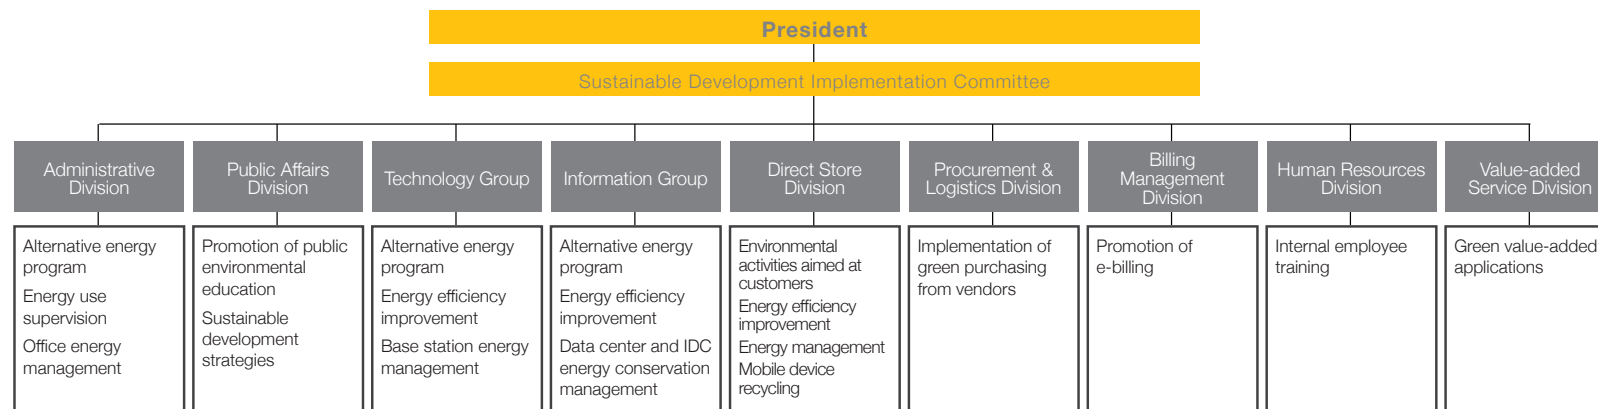 President
Sustainable Development Implementation Committee
Administrative
Division
Public Affairs
Division
Technology Group
Information Group
Direct Store
Division
Procurement &
Logistics Division
Billing
Management
Division
Human Resources
Division
Value-added
Service Division
Alternative energy
program
Energy use
supervision
Office energy
management
Promotion of public
environmental
education
Sustainable
development
strategies
Alternative energy
program
Energy efficiency
improvement
Base station energy
management
Alternative energy
program
Energy efficiency
improvement
Data center and IDC
energy conservation
management
Environmental
activities aimed at
customers
Energy efficiency
improvement
Energy management
Mobile device
recycling
Implementation of
green purchasing
from vendors
Promotion of
e-billing
Internal employee
training
Green value-added
applications